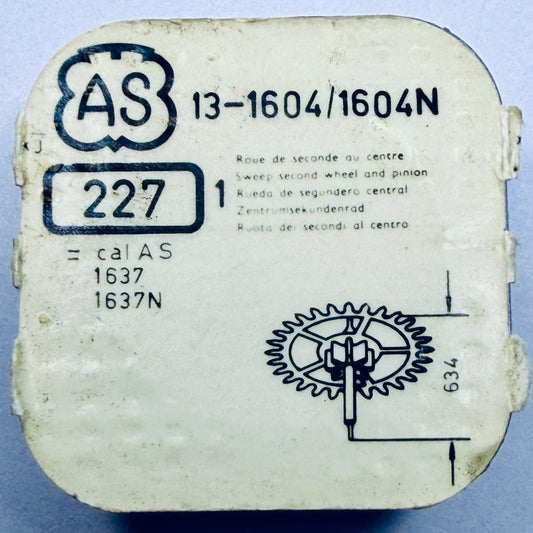 AS 13-1604/1604N
227 1
Roue de seconde au centre
Sweep second wheel and pinion
Rueda de segundero central
Zentrumsekundenrad
Ruota dei secondi al centro
= cal AS
1637
1637N
634